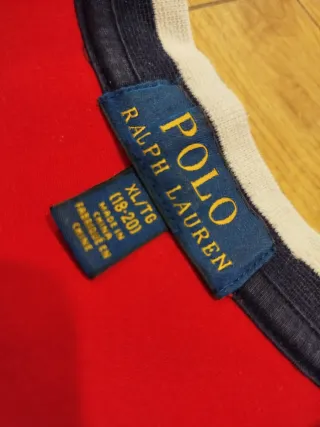 POLO
RALPH LAUREN
XL/TG
(18-20)
MADE IN
CHINA
FABRIQUÉ EN
CHINE